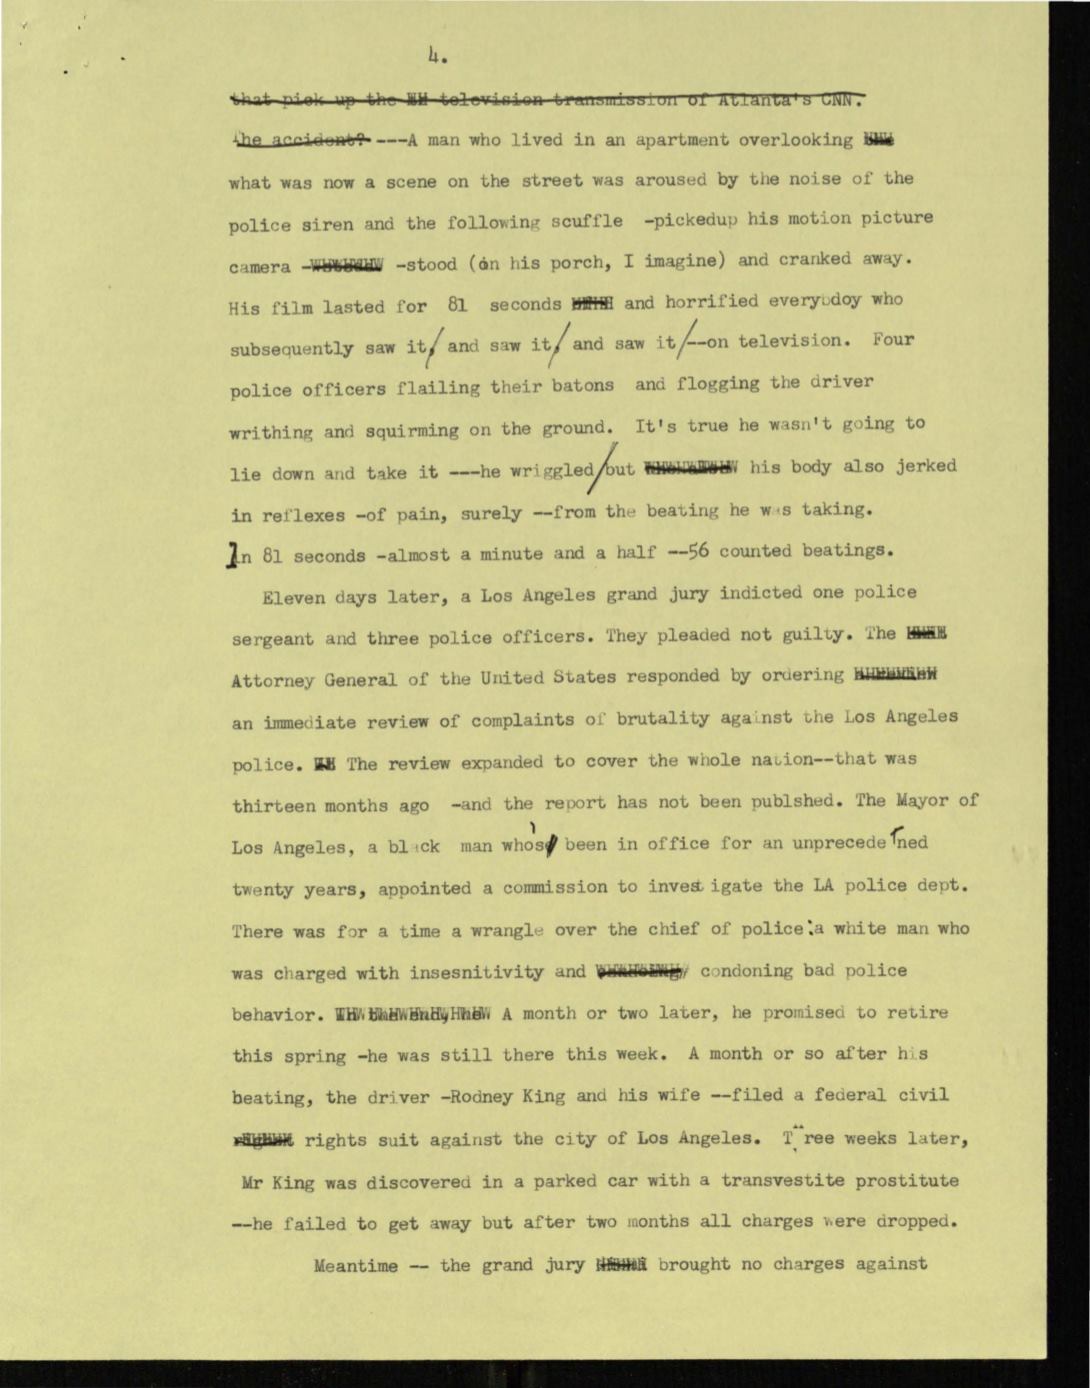 4.
that pick up the television transmission of Atlanta's CNN.
the accident? ---A man who lived in an apartment overlooking
what was now a scene on the street was aroused by the noise of the
police siren and the following scuffle -pickedup his motion picture
camera - -stood (on his porch, I imagine) and cranked away.
His film lasted for 81 seconds and horrified everybdoy who
subsequently saw it/ and saw it/ and saw it/--on television. Four
police officers flailing their batons and flogging the driver
writhing and squirming on the ground. It's true he wasn't going to
lie down and take it ---he wriggled/but his body also jerked
in reflexes -of pain, surely --from the beating he was taking.
In 81 seconds -almost a minute and a half --56 counted beatings.
Eleven days later, a Los Angeles grand jury indicted one police
sergeant and three police officers. They pleaded not guilty. The
Attorney General of the United States responded by ordering
an immediate review of complaints of brutality against the Los Angeles
police. The review expanded to cover the whole nation--that was
thirteen months ago -and the report has not been publshed. The Mayor of
Los Angeles, a black man who's been in office for an unprecedetned
twenty years, appointed a commission to invest igate the LA police dept.
There was for a time a wrangle over the chief of police:a white man who
was charged with insesnitivity and condoning bad police
behavior. A month or two later, he promised to retire
this spring -he was still there this week. A month or so after his
beating, the driver -Rodney King and his wife --filed a federal civil
rights suit against the city of Los Angeles. T ree weeks later,
Mr King was discovered in a parked car with a transvestite prostitute
--he failed to get away but after two months all charges were dropped.
Meantime -- the grand jury brought no charges against